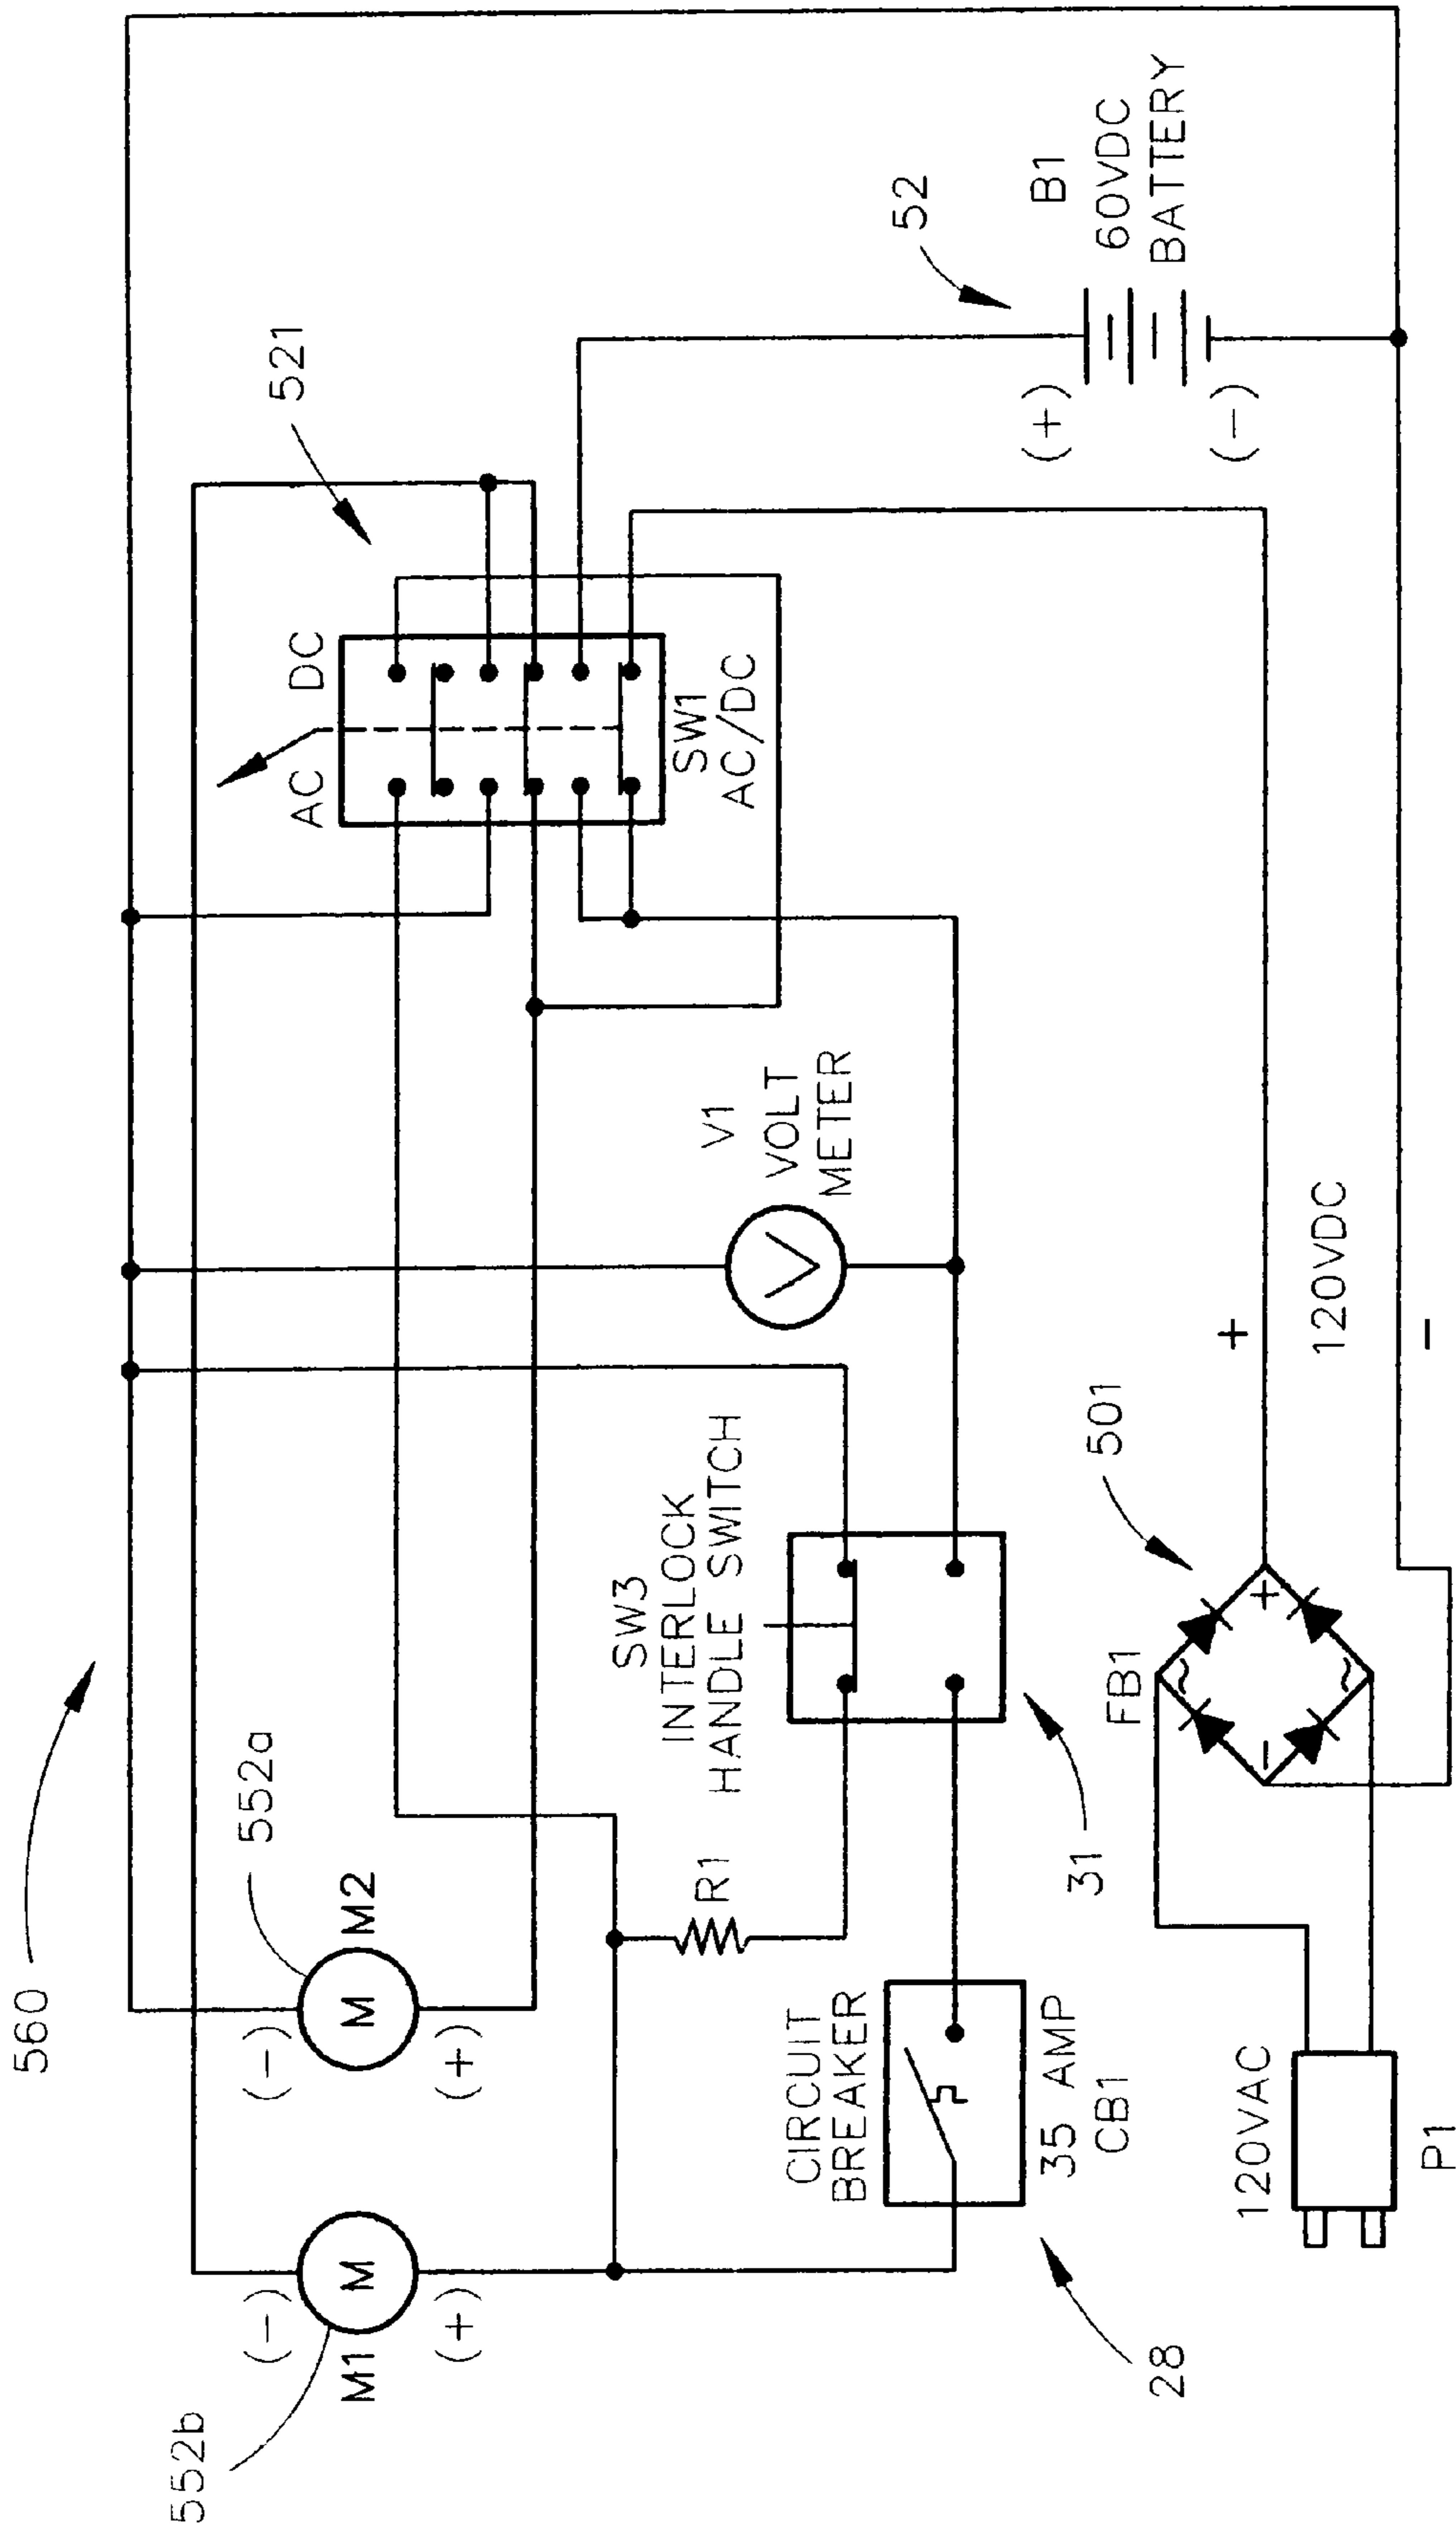 560
552b
552a
M1
(-)
M
(+)
M2
(-)
M
(+)
521
AC
DC
SW1
AC/DC
52
B1
60VDC
BATTERY
(+)
(-)
V1
VOLT
METER
V
SW3
INTERLOCK
HANDLE SWITCH
31
R1
CIRCUIT
BREAKER
35 AMP
CB1
28
501
FB1
+
-
~
~
+
120VDC
-
120VAC
P1